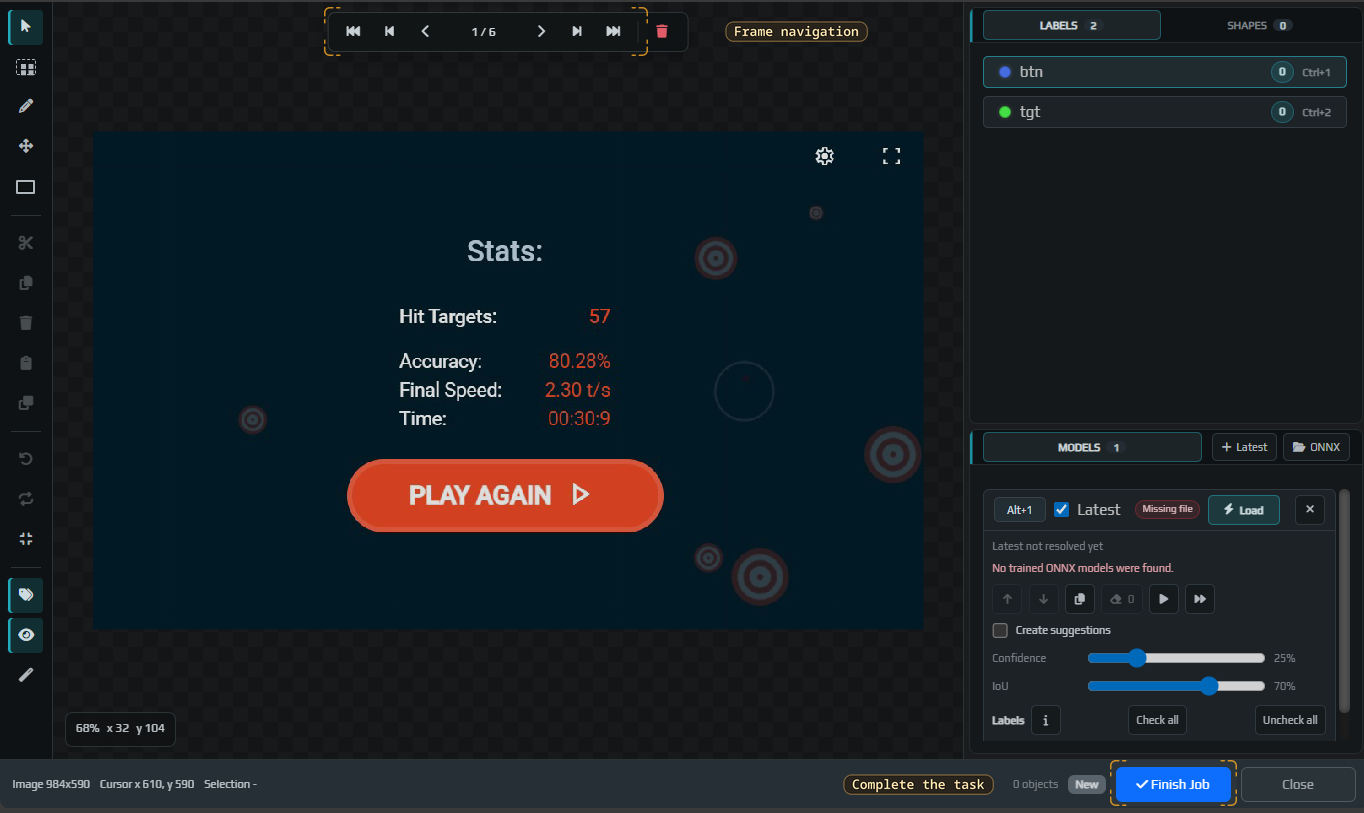 1 / 6
Frame navigation
LABELS 2
SHAPES 0
btn 0 Ctrl+1
tgt 0 Ctrl+2
Stats:
Hit Targets: 57
Accuracy: 80.28%
Final Speed: 2.30 t/s
Time: 00:30:9
PLAY AGAIN
MODELS 1
+ Latest
ONNX
Alt+1
Latest
Missing file
Load
Latest not resolved yet
No trained ONNX models were found.
0
Create suggestions
Confidence 25%
IoU 70%
Labels
i
Check all
Uncheck all
68% x 32 y 104
Image 984x590 Cursor x 610, y 590 Selection -
Complete the task
0 objects
New
Finish Job
Close